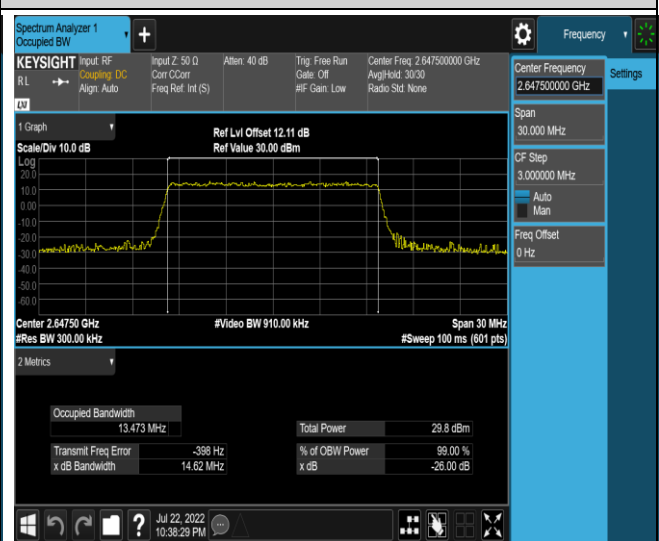 Spectrum Analyzer 1
Occupied BW
+
Frequency
KEYSIGHT
RL
LXI
Input: RF
Coupling: DC
Align: Auto
Input Z: 50 Ω
Corr CCorr
Freq Ref: Int (S)
Atten: 40 dB
Trig: Free Run
Gate: Off
#IF Gain: Low
Center Freq: 2.647500000 GHz
Avg|Hold: 30/30
Radio Std: None
Center Frequency
2.647500000 GHz
Settings
Span
30.000 MHz
CF Step
3.000000 MHz
Auto
Man
Freq Offset
0 Hz
1 Graph
Scale/Div 10.0 dB
Ref Lvl Offset 12.11 dB
Ref Value 30.00 dBm
Log
20.0
10.0
0.00
-10.0
-20.0
-30.0
-40.0
-50.0
-60.0
Center 2.64750 GHz
#Video BW 910.00 kHz
Span 30 MHz
#Res BW 300.00 kHz
#Sweep 100 ms (601 pts)
2 Metrics
Occupied Bandwidth
13.473 MHz
Total Power 29.8 dBm
Transmit Freq Error -398 Hz
% of OBW Power 99.00 %
x dB Bandwidth 14.62 MHz
x dB -26.00 dB
?
Jul 22, 2022
10:38:29 PM